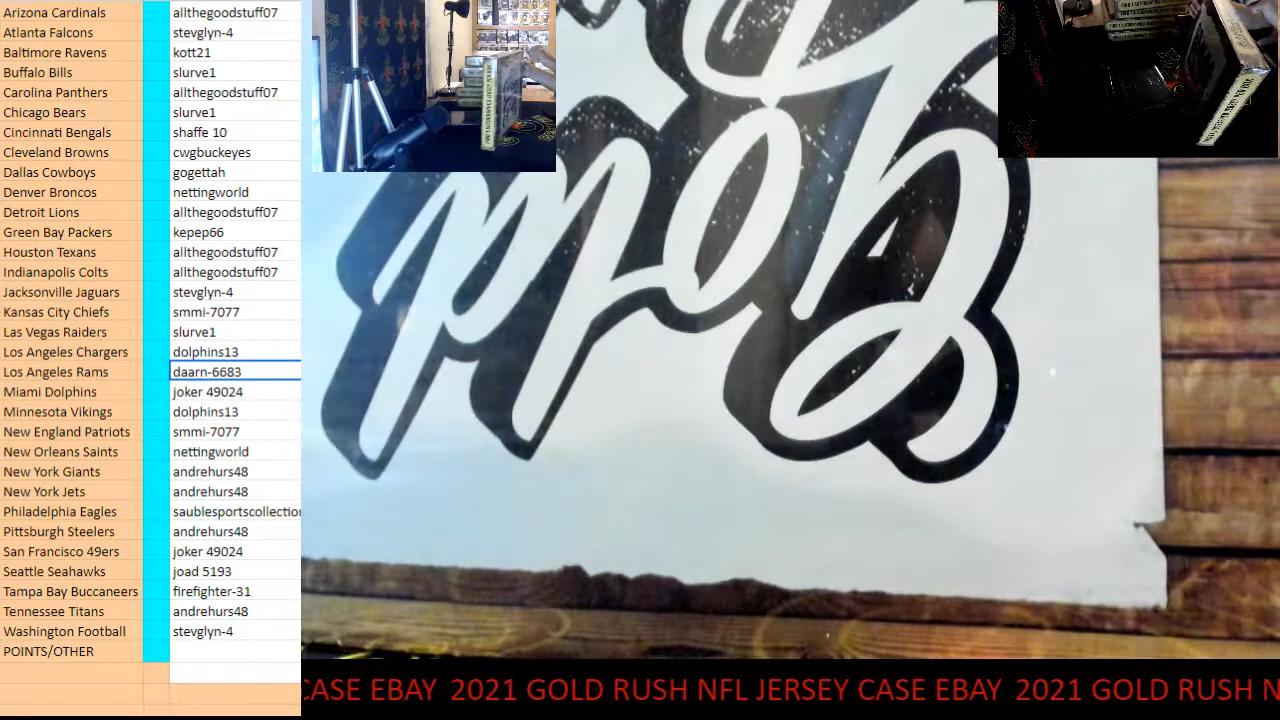 Arizona Cardinals allthegoodstuff07
Atlanta Falcons stevglyn-4
Baltimore Ravens kott21
Buffalo Bills slurve1
Carolina Panthers allthegoodstuff07
Chicago Bears slurve1
Cincinnati Bengals shaffe 10
Cleveland Browns cwgbuckeyes
Dallas Cowboys gogettah
Denver Broncos nettingworld
Detroit Lions allthegoodstuff07
Green Bay Packers kepep66
Houston Texans allthegoodstuff07
Indianapolis Colts allthegoodstuff07
Jacksonville Jaguars stevglyn-4
Kansas City Chiefs smmi-7077
Las Vegas Raiders slurve1
Los Angeles Chargers dolphins13
Los Angeles Rams daarn-6683
Miami Dolphins joker 49024
Minnesota Vikings dolphins13
New England Patriots smmi-7077
New Orleans Saints nettingworld
New York Giants andrehurs48
New York Jets andrehurs48
Philadelphia Eagles saublesportscollectio
Pittsburgh Steelers andrehurs48
San Francisco 49ers joker 49024
Seattle Seahawks joad 5193
Tampa Bay Buccaneers firefighter-31
Tennessee Titans andrehurs48
Washington Football stevglyn-4
POINTS/OTHER
CASE EBAY 2021 GOLD RUSH NFL JERSEY CASE EBAY 2021 GOLD RUSH N